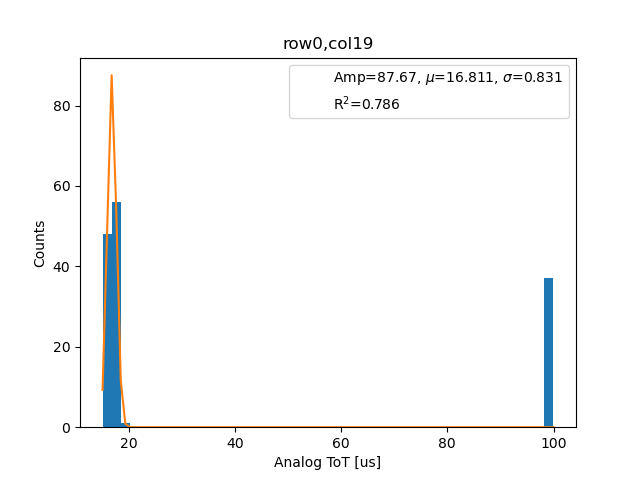 row0,col19
Amp=87.67, μ=16.811, σ=0.831
R²=0.786
Counts
80
60
40
20
0
20 40 60 80 100
Analog ToT [us]